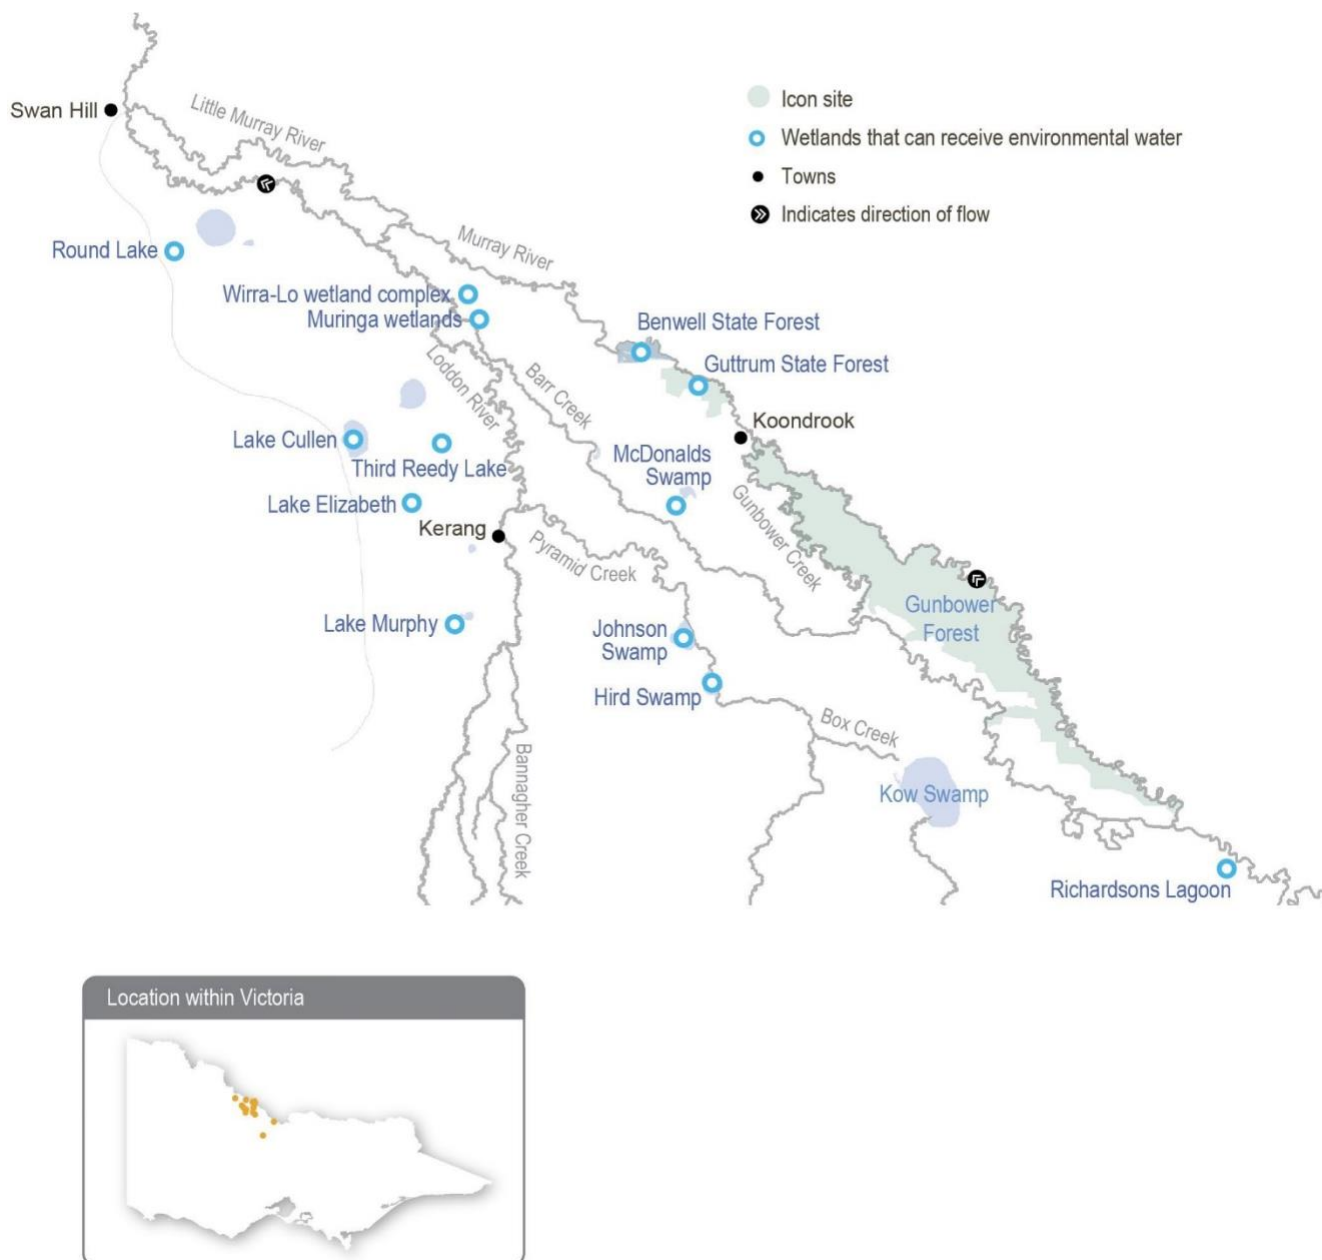 Swan Hill
Little Murray River
Icon site
Wetlands that can receive environmental water
Towns
Indicates direction of flow
Round Lake
Murray River
Wirra-Lo wetland complex
Muringa wetlands
Benwell State Forest
Guttrum State Forest
Loddon River
Barr Creek
Koondrook
Lake Cullen
Third Reedy Lake
McDonalds
Swamp
Lake Elizabeth
Gunbower Creek
Kerang
Pyramid Creek
Gunbower
Forest
Lake Murphy
Johnson
Swamp
Hird Swamp
Box Creek
Bannagher Creek
Kow Swamp
Richardsons Lagoon
Location within Victoria